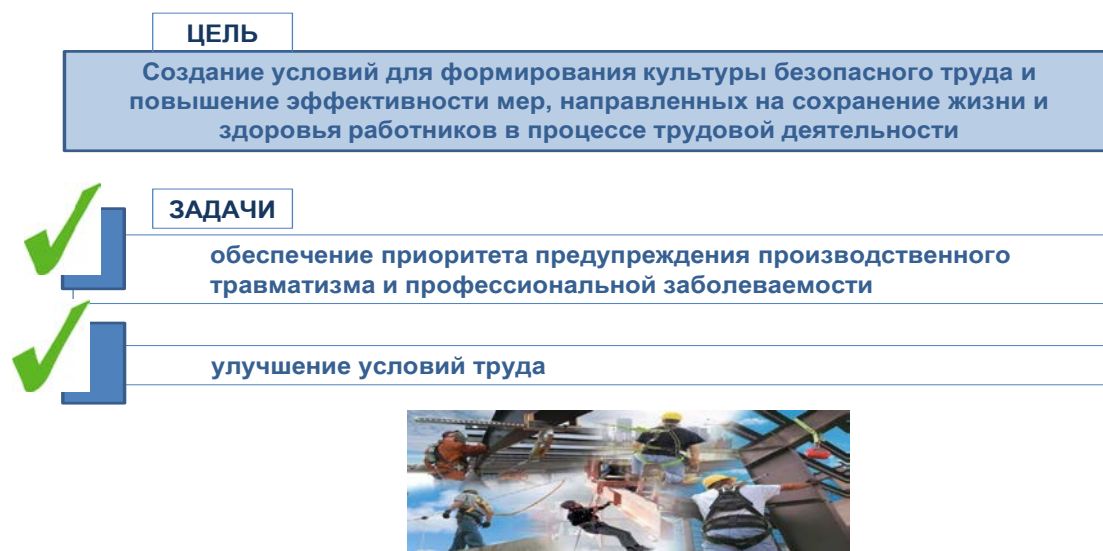 ЦЕЛЬ
Создание условий для формирования культуры безопасного труда и
повышение эффективности мер, направленных на сохранение жизни и
здоровья работников в процессе трудовой деятельности
ЗАДАЧИ
обеспечение приоритета предупреждения производственного
травматизма и профессиональной заболеваемости
улучшение условий труда